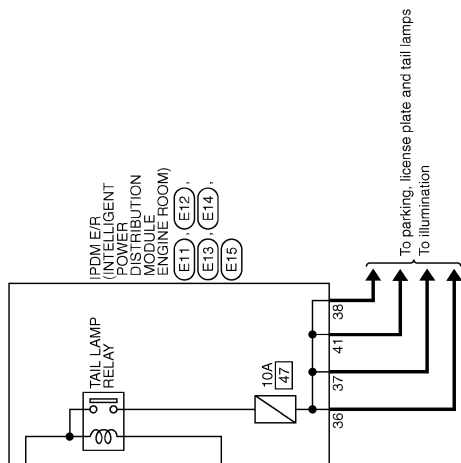 IPDM E/R
(INTELLIGENT
POWER
DISTRIBUTION
MODULE
ENGINE ROOM)
E11 , E12 ,
E13 , E14 ,
E15
TAIL LAMP
RELAY
10A
47
36
37
41
38
To parking, license plate and tail lamps
To illumination